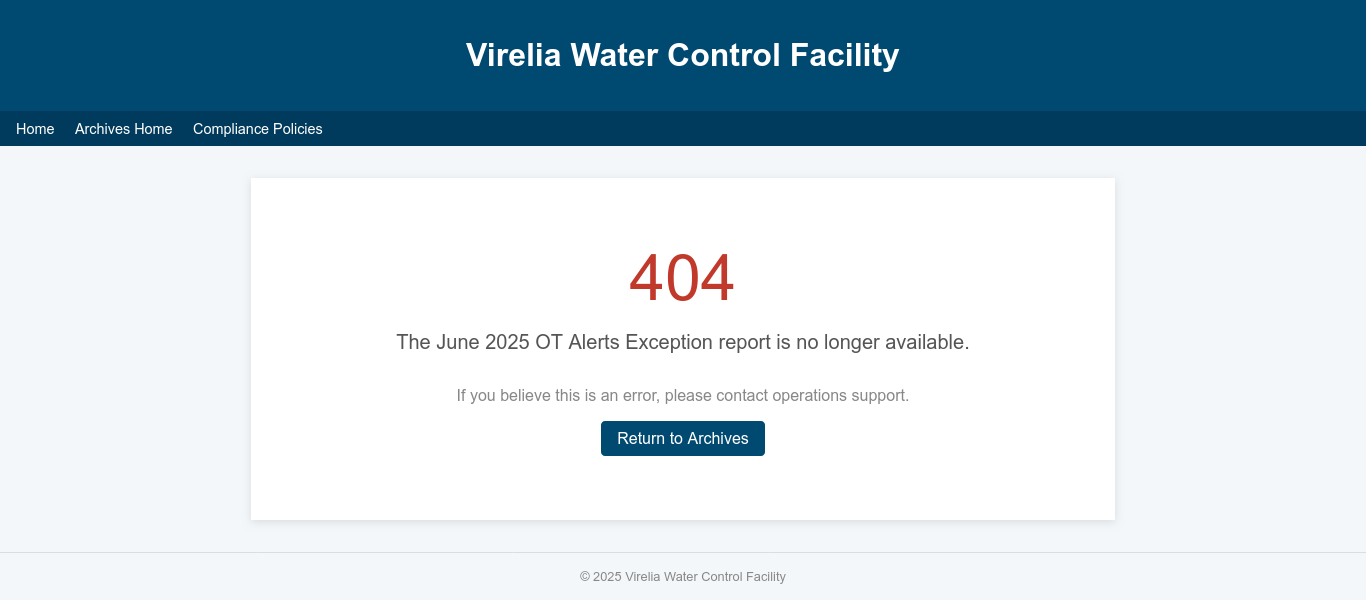 Virelia Water Control Facility
Home Archives Home Compliance Policies
404
The June 2025 OT Alerts Exception report is no longer available.
If you believe this is an error, please contact operations support.
Return to Archives
© 2025 Virelia Water Control Facility